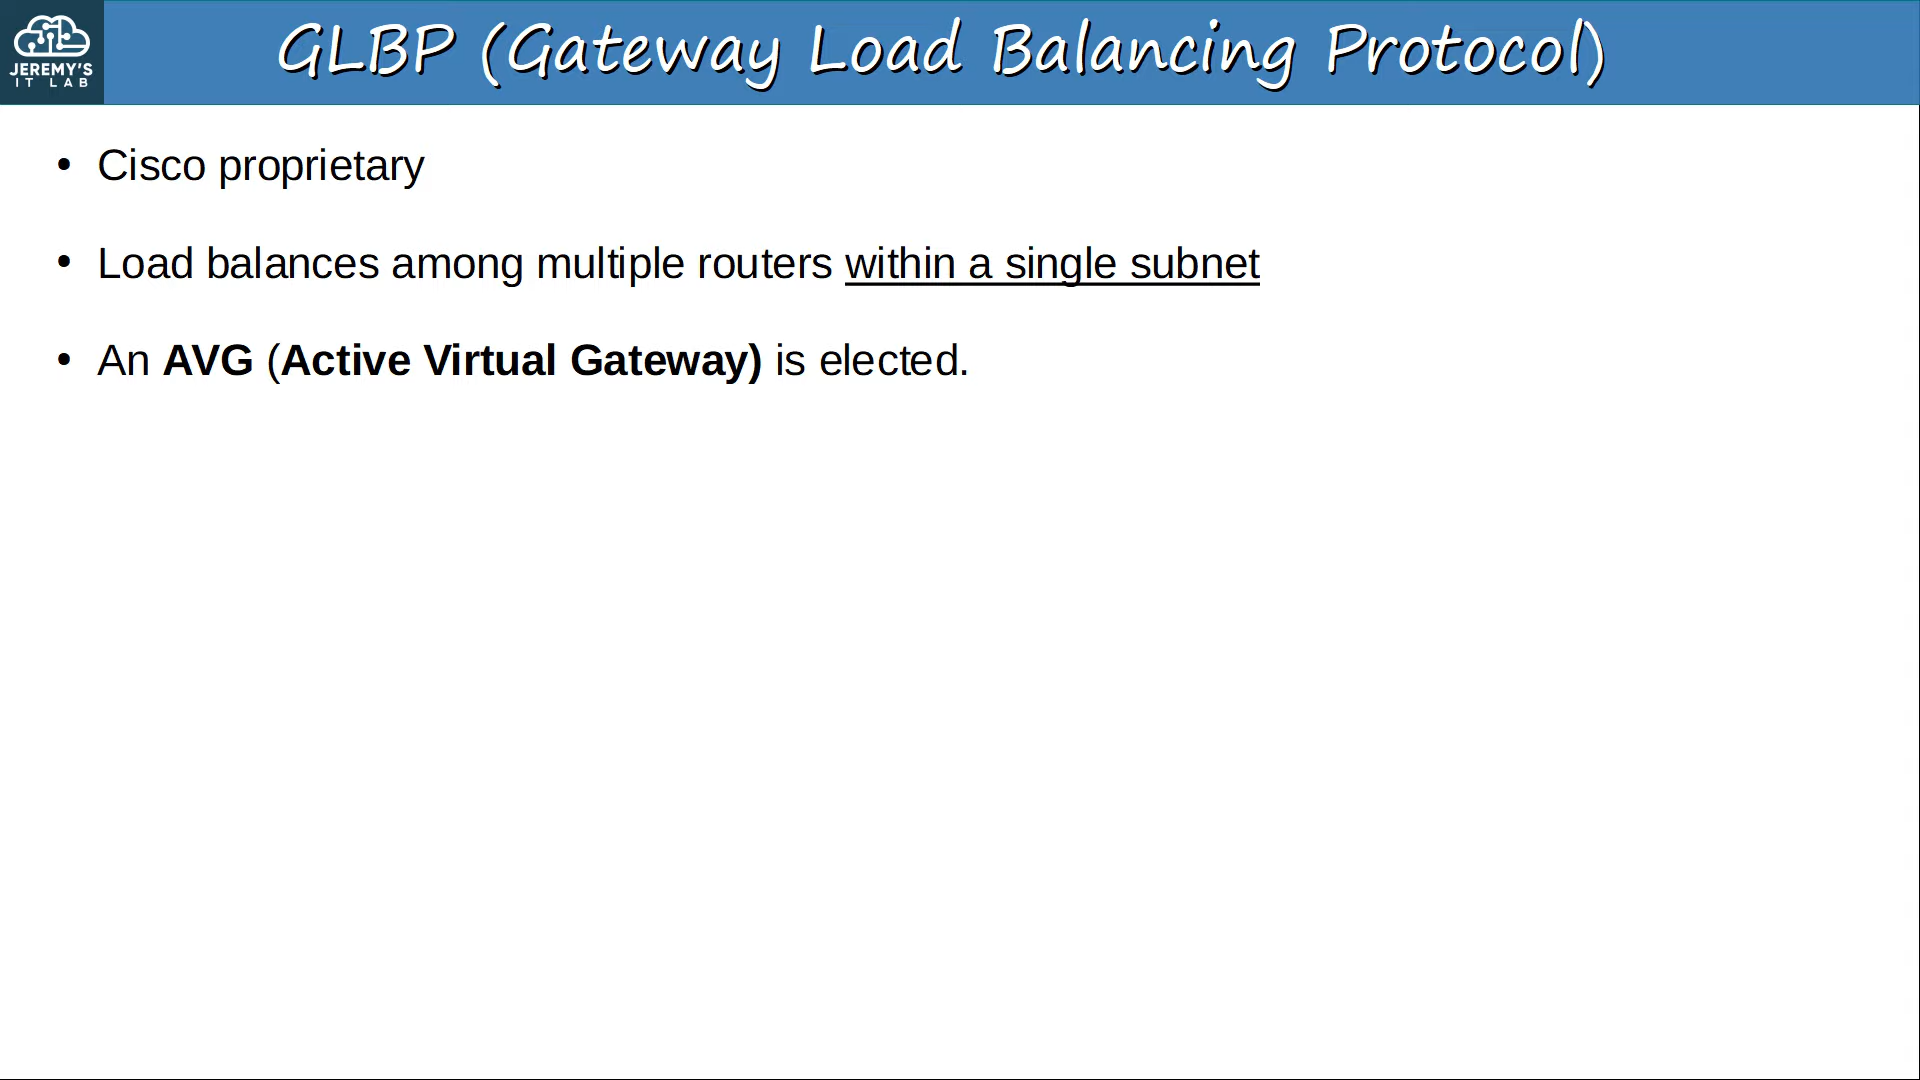 JEREMY'S
IT LAB
GLBP (Gateway Load Balancing Protocol)
• Cisco proprietary
• Load balances among multiple routers within a single subnet
• An AVG (Active Virtual Gateway) is elected.